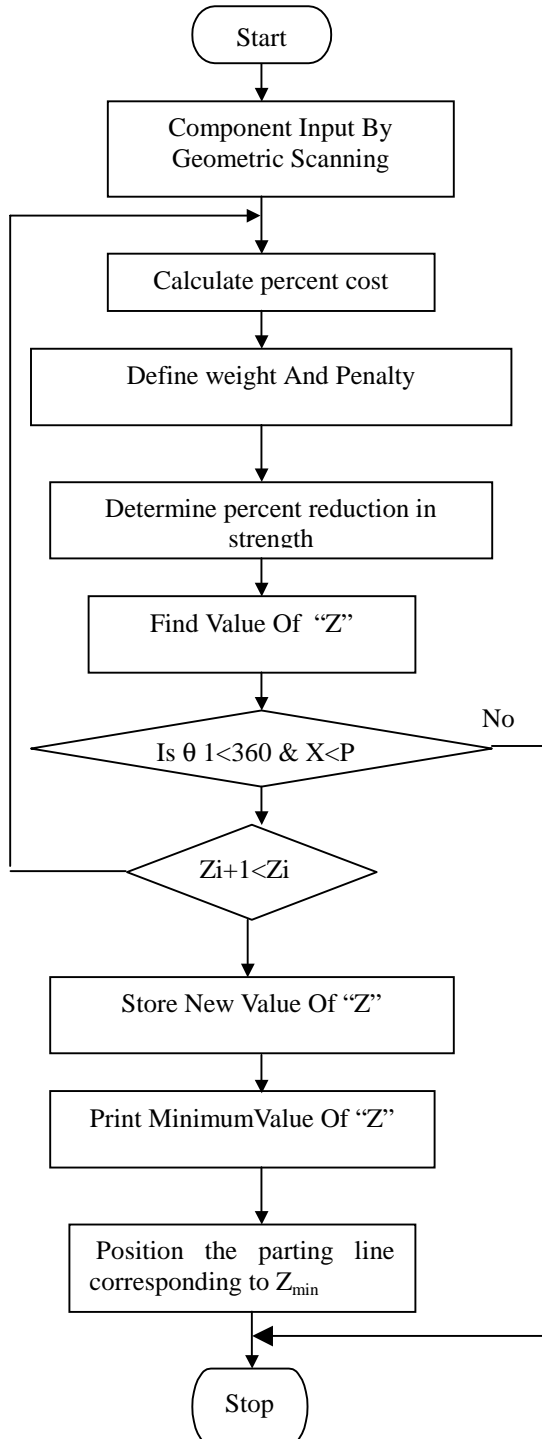 Start
Component Input By
Geometric Scanning
Calculate percent cost
Define weight And Penalty
Determine percent reduction in
strength
Find Value Of “Z”
No
Is θ 1<360 & X<P
Zi+1<Zi
Store New Value Of “Z”
Print MinimumValue Of “Z”
Position the parting line
corresponding to Zmin
Stop